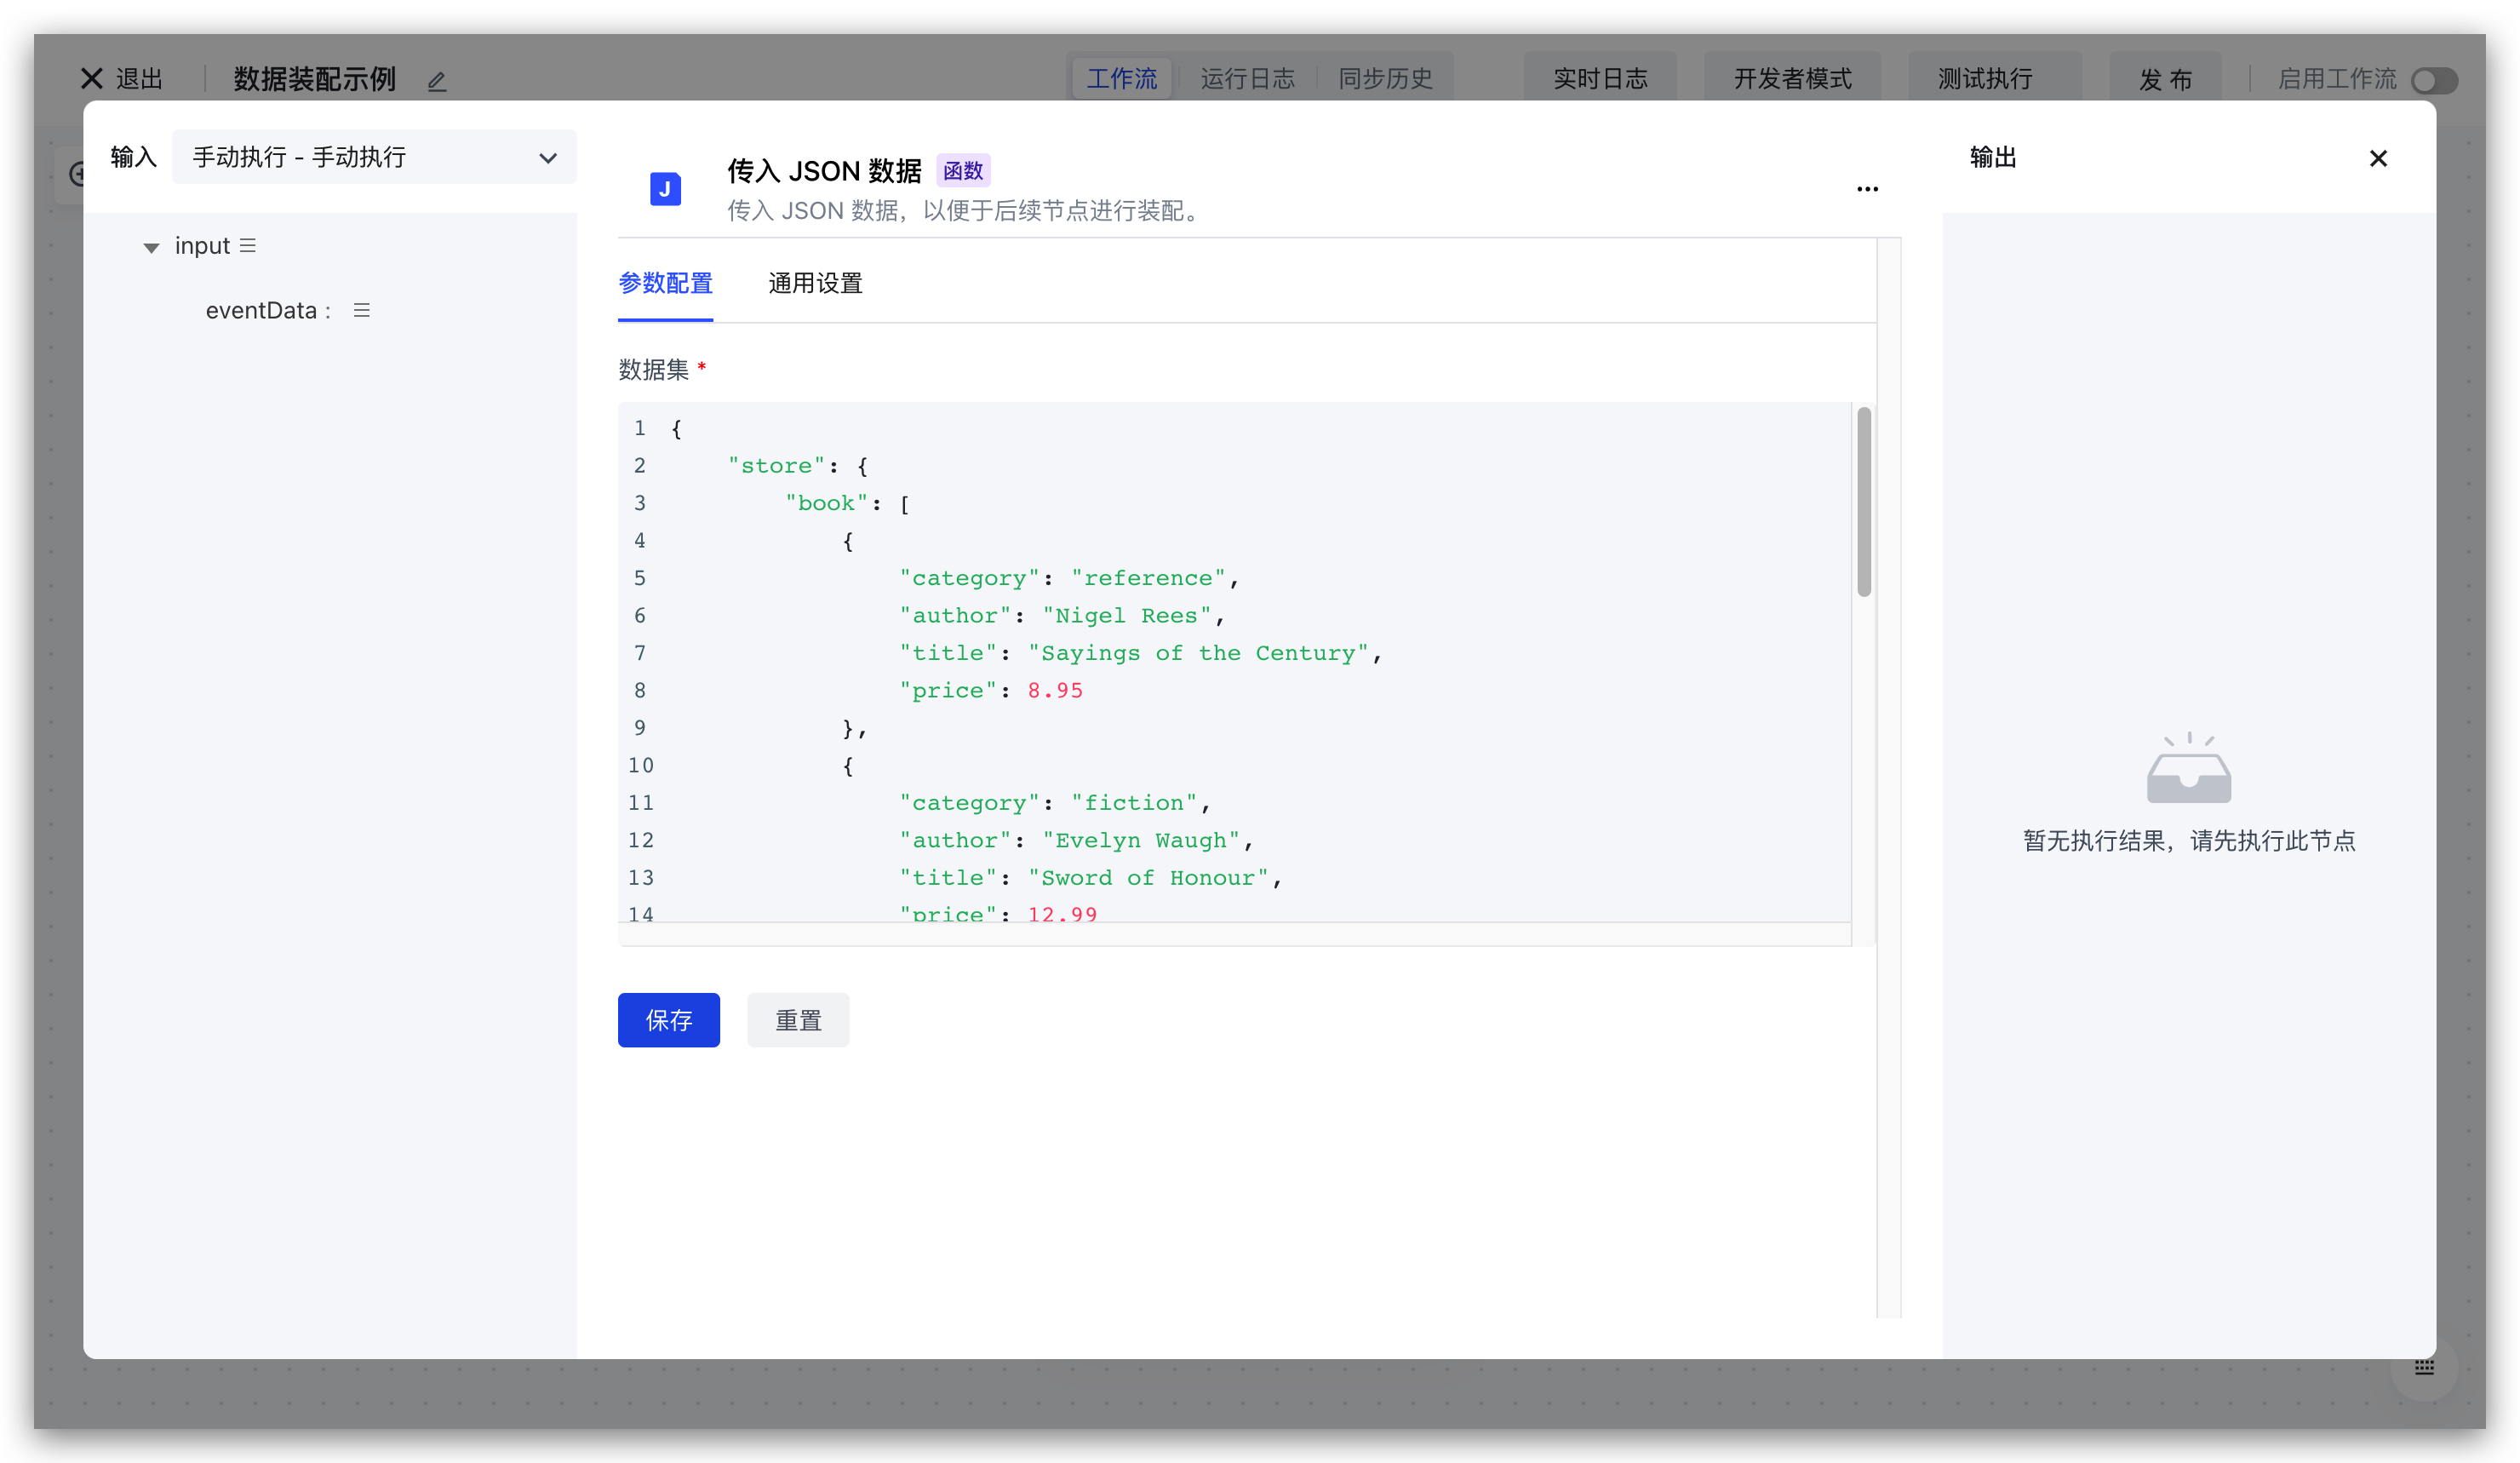 退出
数据装配示例
工作流
运行日志
同步历史
实时日志
开发者模式
测试执行
发 布
启用工作流
输入
手动执行 - 手动执行
input
eventData :
J
传入 JSON 数据
函数
传入 JSON 数据，以便于后续节点进行装配。
参数配置
通用设置
数据集 *
1 {
2 "store": {
3 "book": [
4 {
5 "category": "reference",
6 "author": "Nigel Rees",
7 "title": "Sayings of the Century",
8 "price": 8.95
9 },
10 {
11 "category": "fiction",
12 "author": "Evelyn Waugh",
13 "title": "Sword of Honour",
14 "price": 12.99
保存
重置
输出
暂无执行结果，请先执行此节点